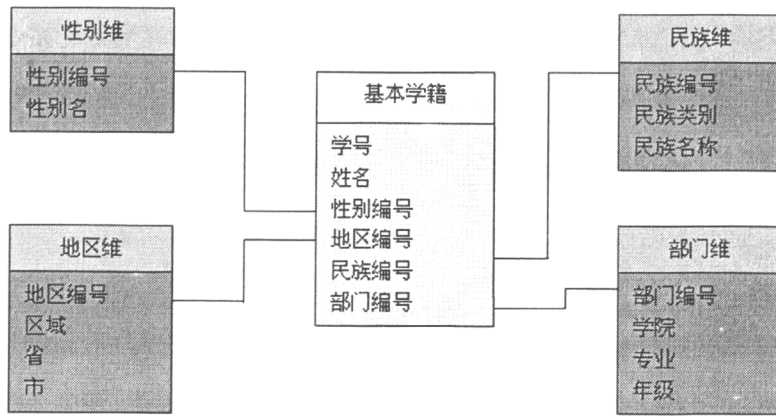 性别维
性别编号
性别名
基本学籍
学号
姓名
性别编号
地区编号
民族编号
部门编号
民族维
民族编号
民族类别
民族名称
地区维
地区编号
区域
省
市
部门维
部门编号
学院
专业
年级